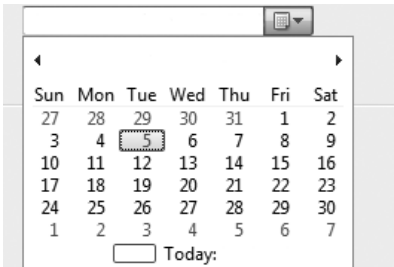 Sun Mon Tue Wed Thu Fri Sat
27 28 29 30 31 1 2
3 4 5 6 7 8 9
10 11 12 13 14 15 16
17 18 19 20 21 22 23
24 25 26 27 28 29 30
1 2 3 4 5 6 7
Today: